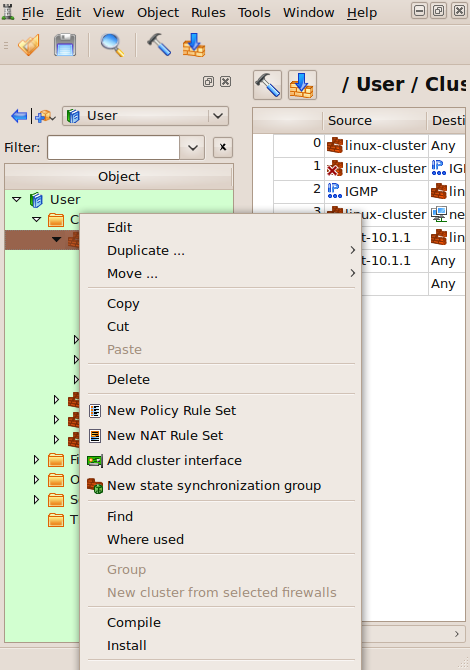 File Edit View Object Rules Tools Window Help
/ User / Clus
User
Filter:
Object
User
Source Desti
0 linux-cluster Any
1 linux-cluster IGI
2 IGMP lin
3 linux-cluster ne
t-10.1.1 lin
t-10.1.1 Any
Any
Edit
Duplicate ...
Move ...
Copy
Cut
Paste
Delete
New Policy Rule Set
New NAT Rule Set
Add cluster interface
New state synchronization group
Find
Where used
Group
New cluster from selected firewalls
Compile
Install